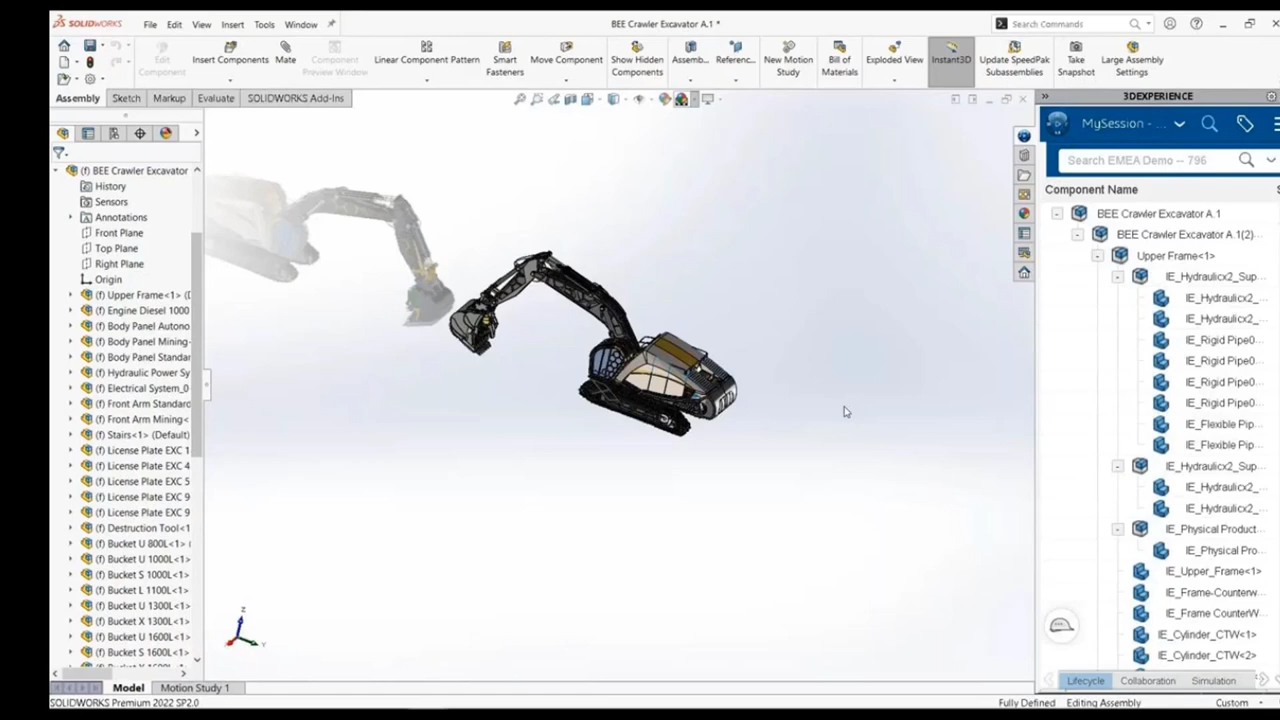 SOLIDWORKS File Edit View Insert Tools Window BEE Crawler Excavator A.1 * Search Commands
Edit Component
Insert Components
Mate
Component Preview Window
Linear Component Pattern
Smart Fasteners
Move Component
Show Hidden Components
Assemb...
Referenc...
New Motion Study
Bill of Materials
Exploded View
Instant3D
Update SpeedPak Subassemblies
Take Snapshot
Large Assembly Settings
Assembly Sketch Markup Evaluate SOLIDWORKS Add-Ins
(f) BEE Crawler Excavator
History
Sensors
Annotations
Front Plane
Top Plane
Right Plane
Origin
(f) Upper Frame<1> (D
(f) Engine Diesel 1000
(f) Body Panel Autono
(f) Body Panel Mining-
(f) Body Panel Standar
(f) Hydraulic Power Sy
(f) Electrical System_0
(f) Front Arm Standard
(f) Front Arm Mining<
(f) Stairs<1> (Default)
(f) License Plate EXC 1
(f) License Plate EXC 4
(f) License Plate EXC 5
(f) License Plate EXC 9
(f) License Plate EXC 9
(f) Destruction Tool<1
(f) Bucket U 800L<1> (
(f) Bucket U 1000L<1>
(f) Bucket S 1000L<1>
(f) Bucket L 1100L<1>
(f) Bucket U 1300L<1>
(f) Bucket X 1300L<1>
(f) Bucket U 1600L<1>
(f) Bucket S 1600L<1>
Z
Y
Model Motion Study 1
SOLIDWORKS Premium 2022 SP2.0
Fully Defined Editing Assembly Custom
3DEXPERIENCE
MySession - ...
Search EMEA Demo -- 796
Component Name
BEE Crawler Excavator A.1
BEE Crawler Excavator A.1(2)...
Upper Frame<1>
IE_Hydraulicx2_Sup...
IE_Hydraulicx2_...
IE_Hydraulicx2_...
IE_Rigid Pipe0...
IE_Rigid Pipe0...
IE_Rigid Pipe0...
IE_Rigid Pipe0...
IE_Flexible Pip...
IE_Flexible Pip...
IE_Hydraulicx2_Sup...
IE_Hydraulicx2_...
IE_Hydraulicx2_...
IE_Physical Product...
IE_Physical Pro...
IE_Upper_Frame<1>
IE_Frame-Counterw...
IE_Frame CounterW...
IE_Cylinder_CTW<1>
IE_Cylinder_CTW<2>
Lifecycle Collaboration Simulation